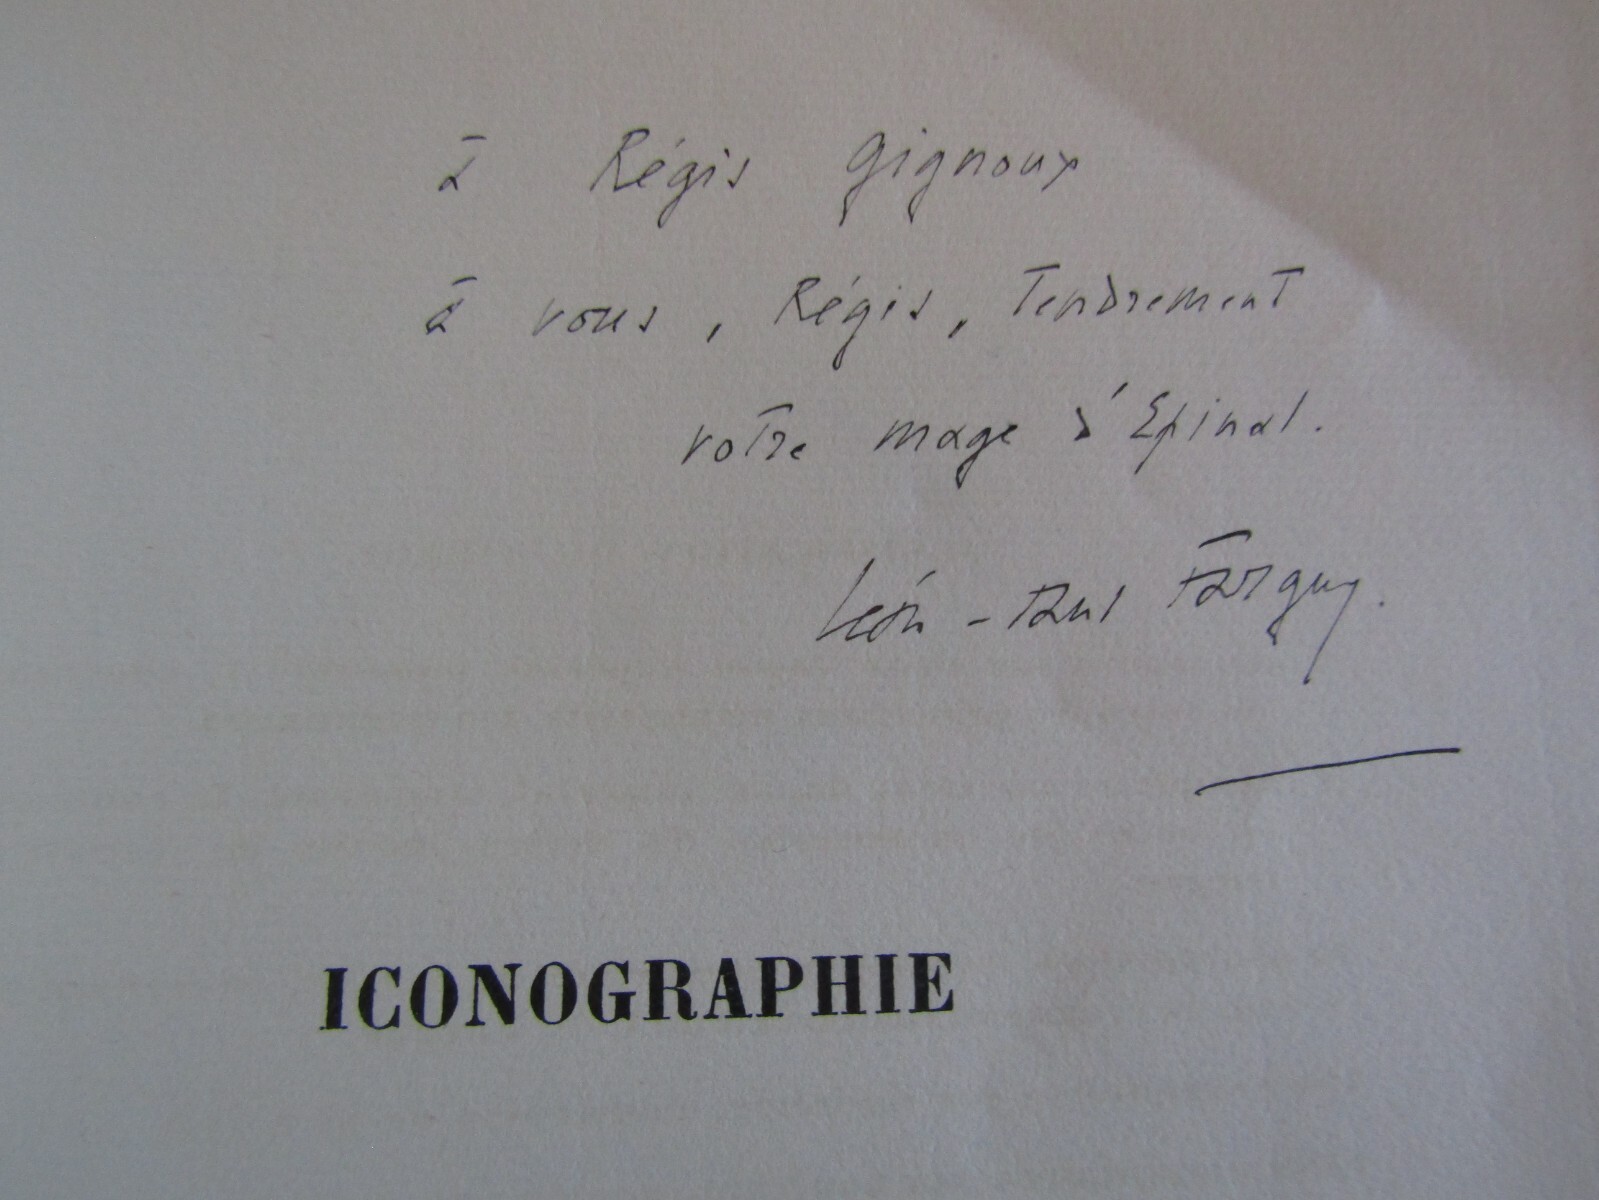 à Régis Gignoux
à vous, Régis, Tendrement
votre mage d'Epinal.
Léon-Paul Fargue.
ICONOGRAPHIE